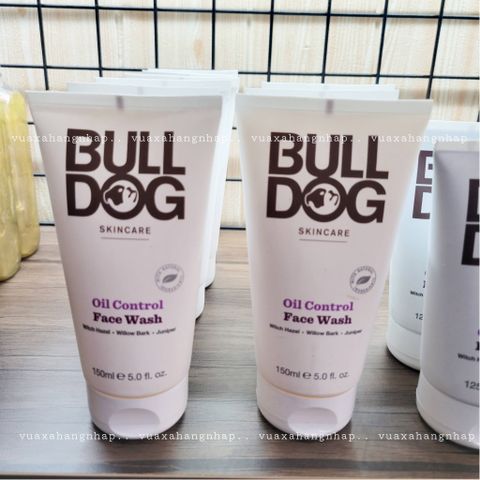 vuaxahangnhap.. vuaxahangnhap.. vuaxahangnhap.. vuaxahangnhap..
BULL
DOG
SKINCARE
Oil Control
Face Wash
Witch Hazel • Willow Bark • Juniper
150ml e 5.0 fl. oz.
BULL
DOG
SKINCARE
Oil Control
Face Wash
Witch Hazel • Willow Bark • Juniper
150ml e 5.0 fl. oz.
Witch H
125
vuaxahangnhap.. vuaxahangnhap.. vuaxahangnhap.. vuaxahangnhap..